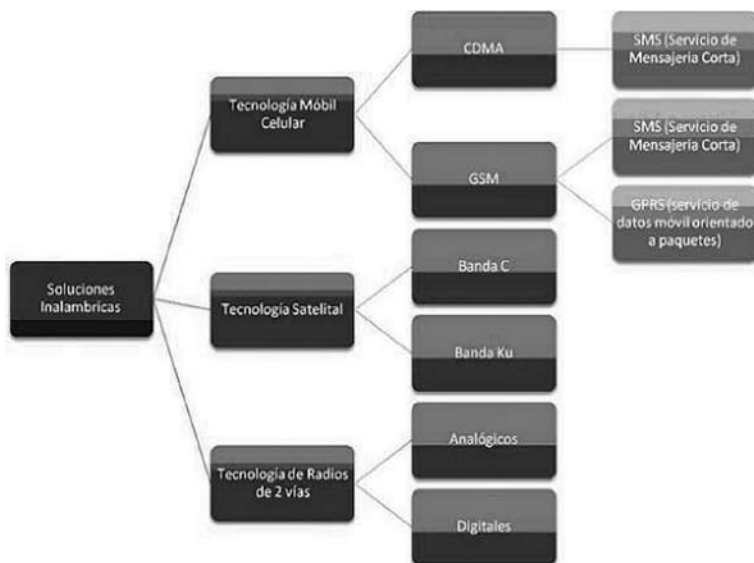 CDMA
SMS (Servicio de
Mensajeria Corta)
Tecnología Móbil
Celular
SMS (Servicio de
Mensajeria Corta)
GSM
GPRS (servicio de
datos móvil orientado
a paquetes)
Soluciones
Inalambricas
Tecnología Satelital
Banda C
Banda Ku
Tecnología de Radios
de 2 vías
Analógicos
Digitales